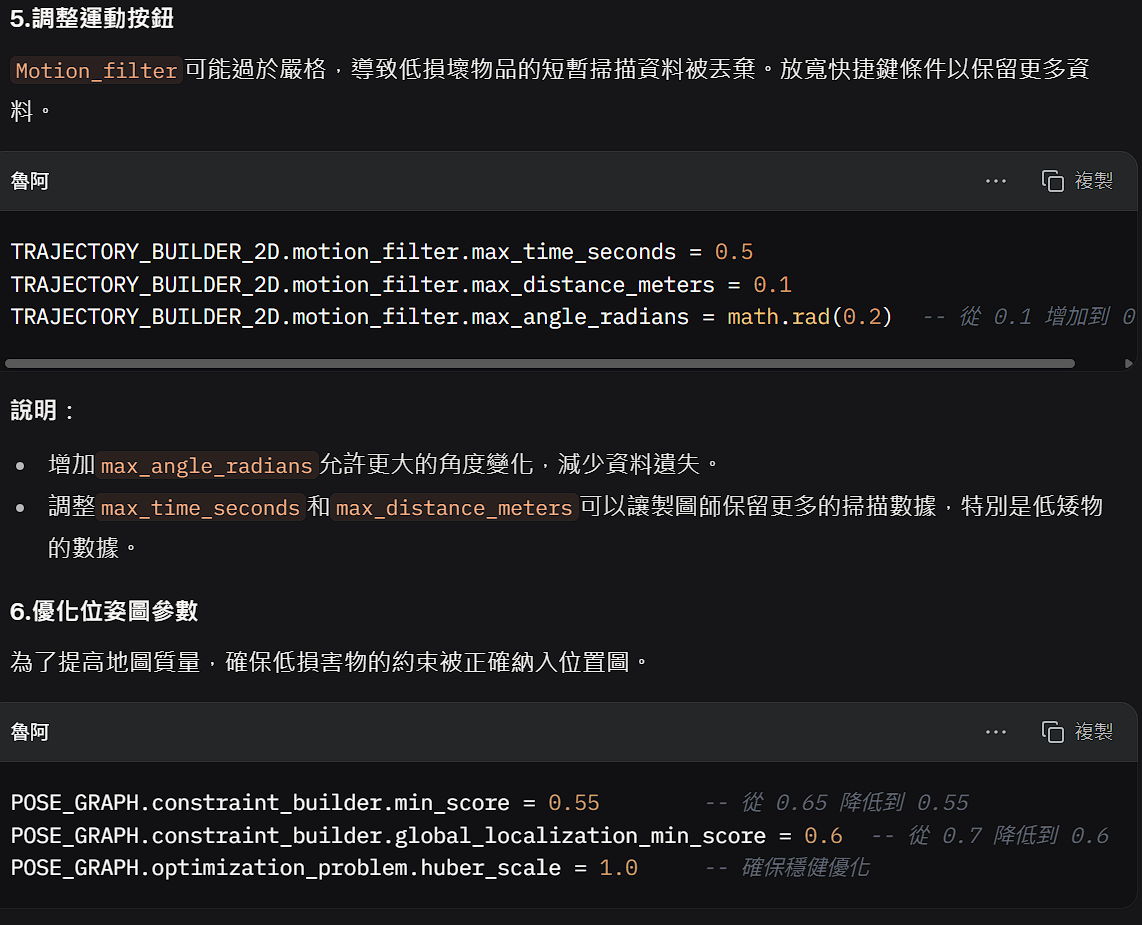 5.調整運動按鈕
Motion_filter可能過於嚴格，導致低損壞物品的短暫掃描資料被丟棄。放寬快捷鍵條件以保留更多資
料。
魯阿
··· 複製
TRAJECTORY_BUILDER_2D.motion_filter.max_time_seconds = 0.5
TRAJECTORY_BUILDER_2D.motion_filter.max_distance_meters = 0.1
TRAJECTORY_BUILDER_2D.motion_filter.max_angle_radians = math.rad(0.2)  -- 從 0.1 增加到 0
說明：
• 增加max_angle_radians允許更大的角度變化，減少資料遺失。
• 調整max_time_seconds和max_distance_meters可以讓製圖師保留更多的掃描數據，特別是低矮物
的數據。
6.優化位姿圖參數
為了提高地圖質量，確保低損害物的約束被正確納入位置圖。
魯阿
··· 複製
POSE_GRAPH.constraint_builder.min_score = 0.55        -- 從 0.65 降低到 0.55
POSE_GRAPH.constraint_builder.global_localization_min_score = 0.6  -- 從 0.7 降低到 0.6
POSE_GRAPH.optimization_problem.huber_scale = 1.0     -- 確保穩健優化